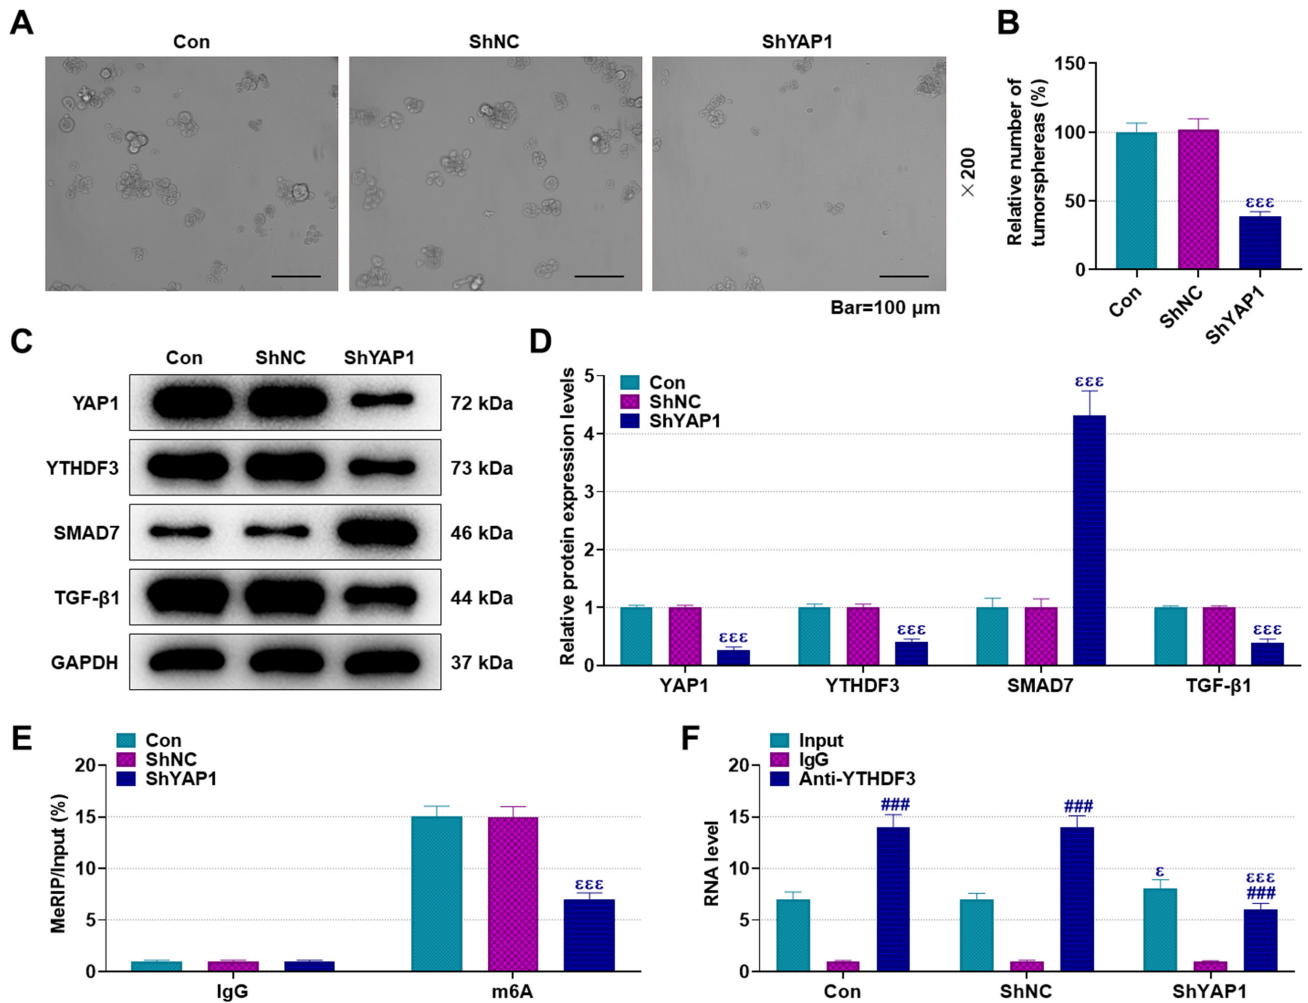 A
Con
ShNC
ShYAP1
×200
Bar=100 µm
B
Relative number of
tumorsphereas (%)
150
100
50
0
εεε
Con
ShNC
ShYAP1
C
Con
ShNC
ShYAP1
YAP1
72 kDa
YTHDF3
73 kDa
SMAD7
46 kDa
TGF-β1
44 kDa
GAPDH
37 kDa
D
Relative protein expression levels
Con
ShNC
ShYAP1
5
4
3
2
1
0
εεε
εεε
εεε
εεε
YAP1
YTHDF3
SMAD7
TGF-β1
E
Con
ShNC
ShYAP1
MeRIP/Input (%)
20
15
10
5
0
εεε
IgG
m6A
F
Input
IgG
Anti-YTHDF3
RNA level
20
15
10
5
0
###
###
ε
εεε
###
Con
ShNC
ShYAP1